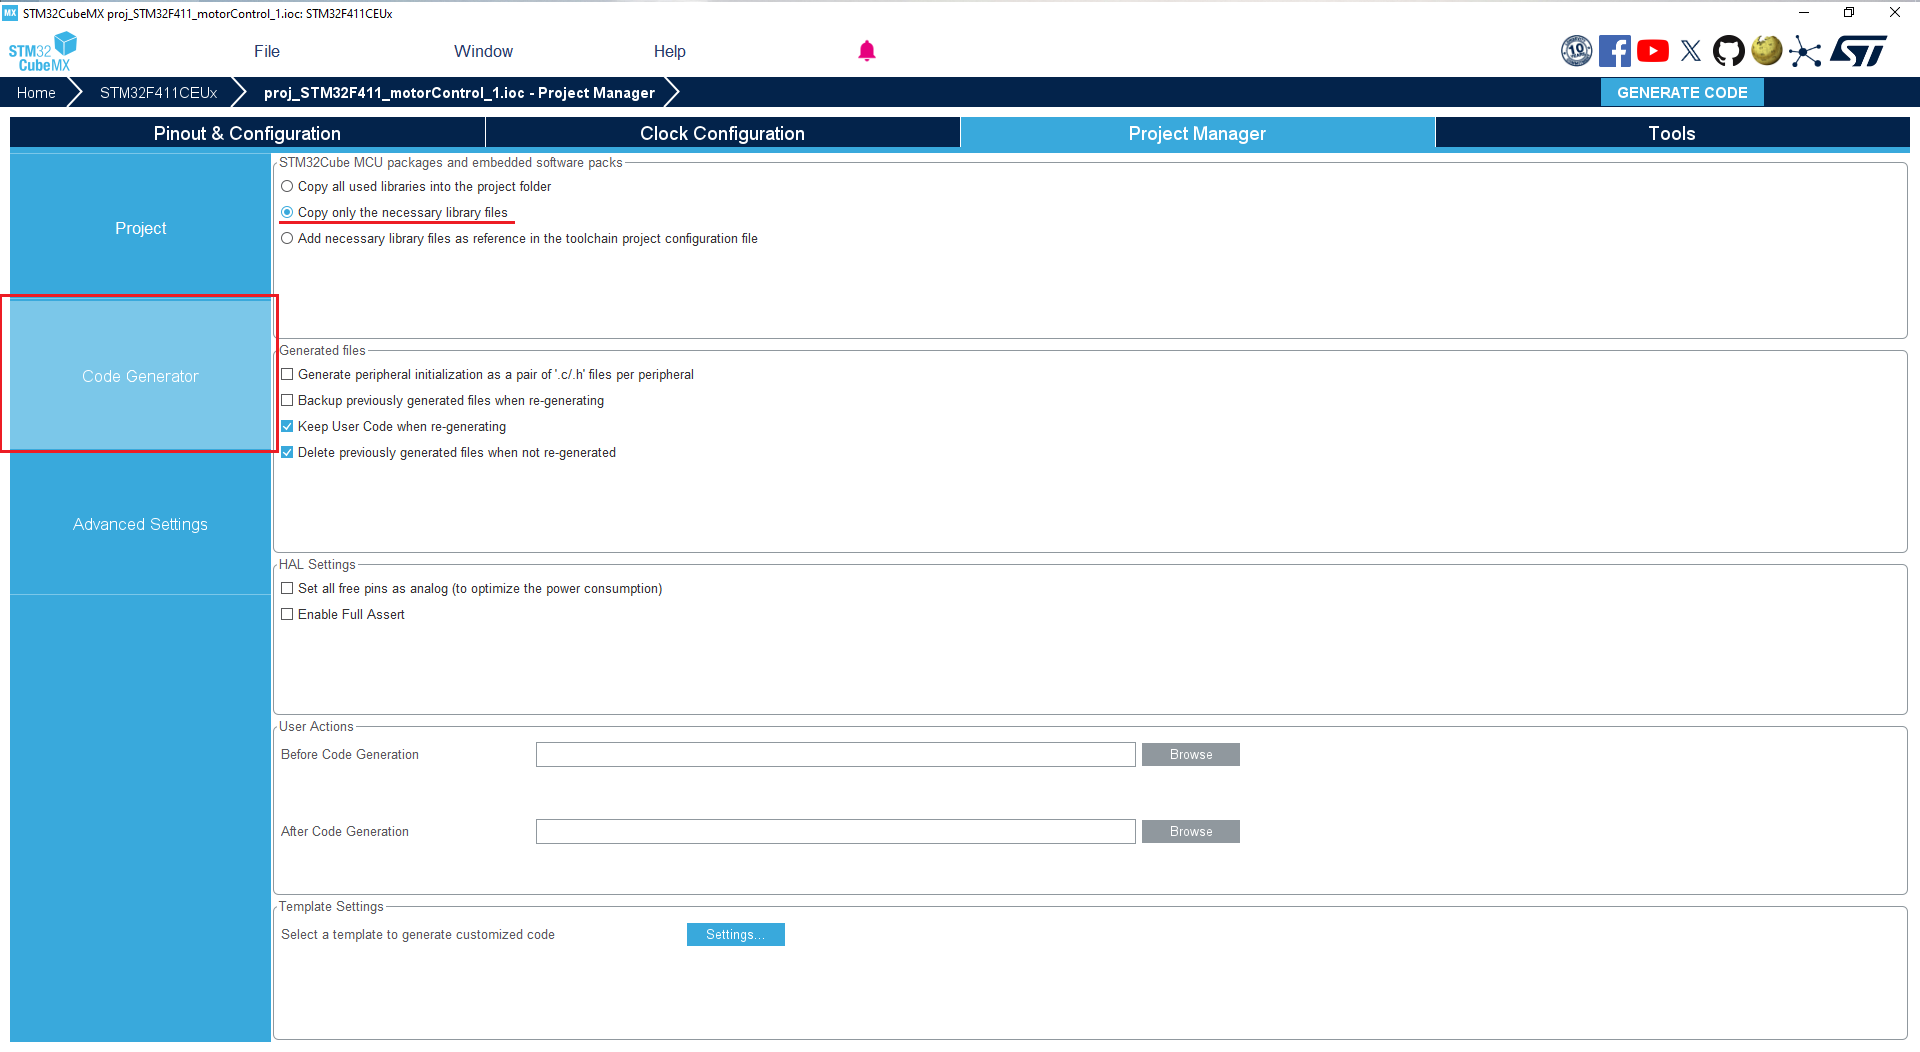 MX STM32CubeMX proj_STM32F411_motorControl_1.ioc: STM32F411CEUx
STM32
CubeMX
File Window Help
10
ST
Home STM32F411CEUx proj_STM32F411_motorControl_1.ioc - Project Manager GENERATE CODE
Pinout & Configuration Clock Configuration Project Manager Tools
STM32Cube MCU packages and embedded software packs
Copy all used libraries into the project folder
Copy only the necessary library files
Add necessary library files as reference in the toolchain project configuration file
Project
Generated files
Generate peripheral initialization as a pair of '.c/.h' files per peripheral
Backup previously generated files when re-generating
Keep User Code when re-generating
Delete previously generated files when not re-generated
Code Generator
Advanced Settings
HAL Settings
Set all free pins as analog (to optimize the power consumption)
Enable Full Assert
User Actions
Before Code Generation Browse
After Code Generation Browse
Template Settings
Select a template to generate customized code Settings...